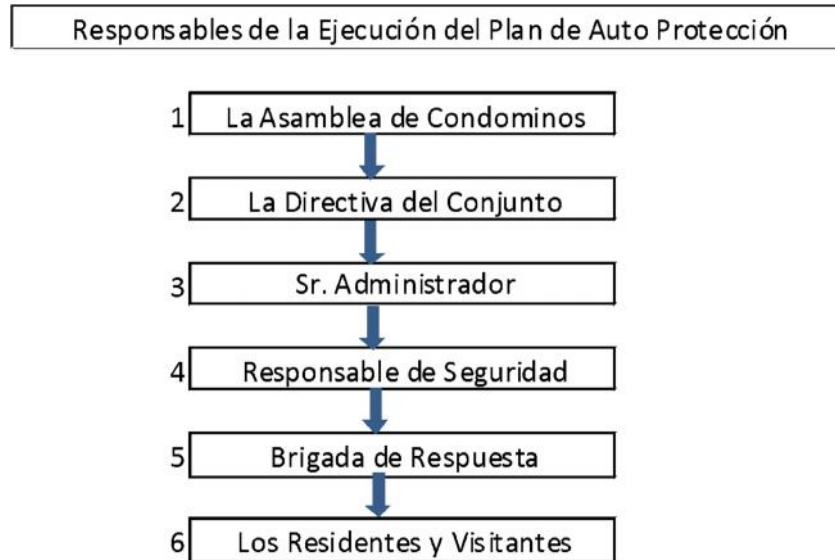 Responsables de la Ejecución del Plan de Auto Protección
1 La Asamblea de Condominos
2 La Directiva del Conjunto
3 Sr. Administrador
4 Responsable de Seguridad
5 Brigada de Respuesta
6 Los Residentes y Visitantes